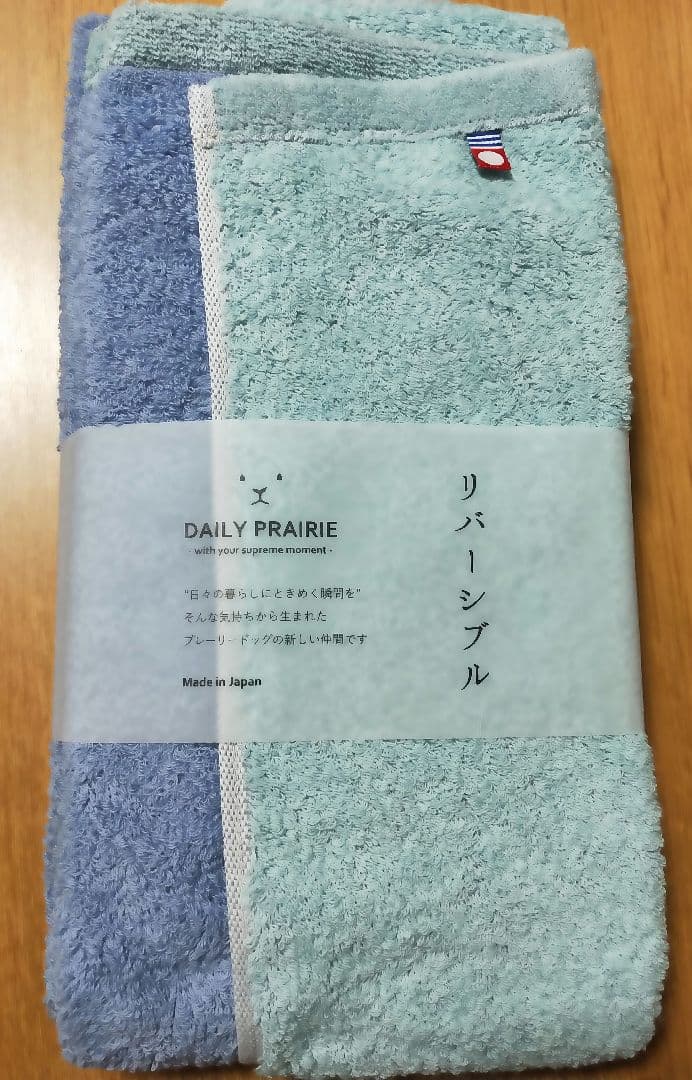 DAILY PRAIRIE
- with your supreme moment -
"日々の暮らしにときめく瞬間を"
そんな気持ちから生まれた
プレーリードッグの新しい仲間です
Made in Japan
リバーシブル